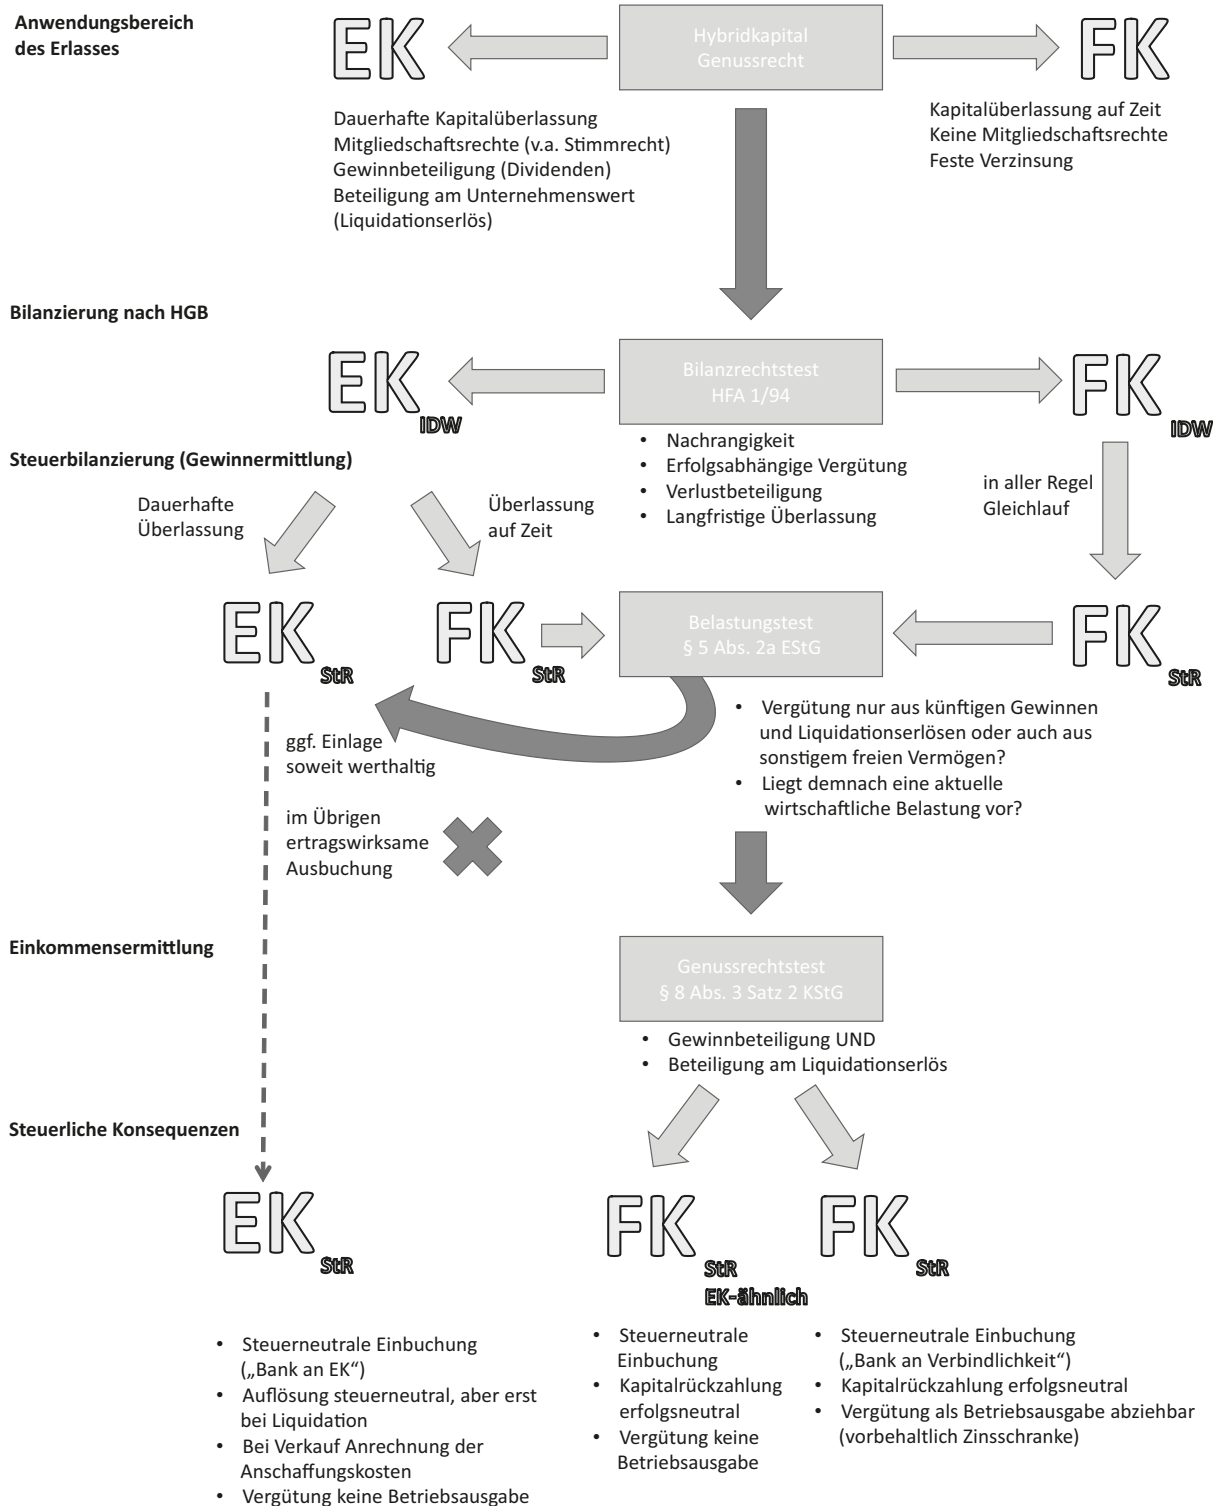 Anwendungsbereich
des Erlasses
EK
Hybridkapital
Genussrecht
FK
Dauerhafte Kapitalüberlassung
Mitgliedschaftsrechte (v.a. Stimmrecht)
Gewinnbeteiligung (Dividenden)
Beteiligung am Unternehmenswert
(Liquidationserlös)
Kapitalüberlassung auf Zeit
Keine Mitgliedschaftsrechte
Feste Verzinsung
Bilanzierung nach HGB
EK IDW
Bilanzrechtstest
HFA 1/94
FK IDW
• Nachrangigkeit
• Erfolgsabhängige Vergütung
• Verlustbeteiligung
• Langfristige Überlassung
Steuerbilanzierung (Gewinnermittlung)
Dauerhafte
Überlassung
Überlassung
auf Zeit
in aller Regel
Gleichlauf
EK StR
FK StR
Belastungstest
§ 5 Abs. 2a EStG
FK StR
• Vergütung nur aus künftigen Gewinnen
und Liquidationserlösen oder auch aus
sonstigem freien Vermögen?
• Liegt demnach eine aktuelle
wirtschaftliche Belastung vor?
ggf. Einlage
soweit werthaltig
im Übrigen
ertragswirksame
Ausbuchung
Einkommensermittlung
Genussrechtstest
§ 8 Abs. 3 Satz 2 KStG
• Gewinnbeteiligung UND
• Beteiligung am Liquidationserlös
Steuerliche Konsequenzen
EK StR
FK StR
EK-ähnlich
FK StR
• Steuerneutrale Einbuchung
(„Bank an EK“)
• Auflösung steuerneutral, aber erst
bei Liquidation
• Bei Verkauf Anrechnung der
Anschaffungskosten
• Vergütung keine Betriebsausgabe
• Steuerneutrale
Einbuchung
• Kapitalrückzahlung
erfolgsneutral
• Vergütung keine
Betriebsausgabe
• Steuerneutrale Einbuchung
(„Bank an Verbindlichkeit“)
• Kapitalrückzahlung erfolgsneutral
• Vergütung als Betriebsausgabe abziehbar
(vorbehaltlich Zinsschranke)